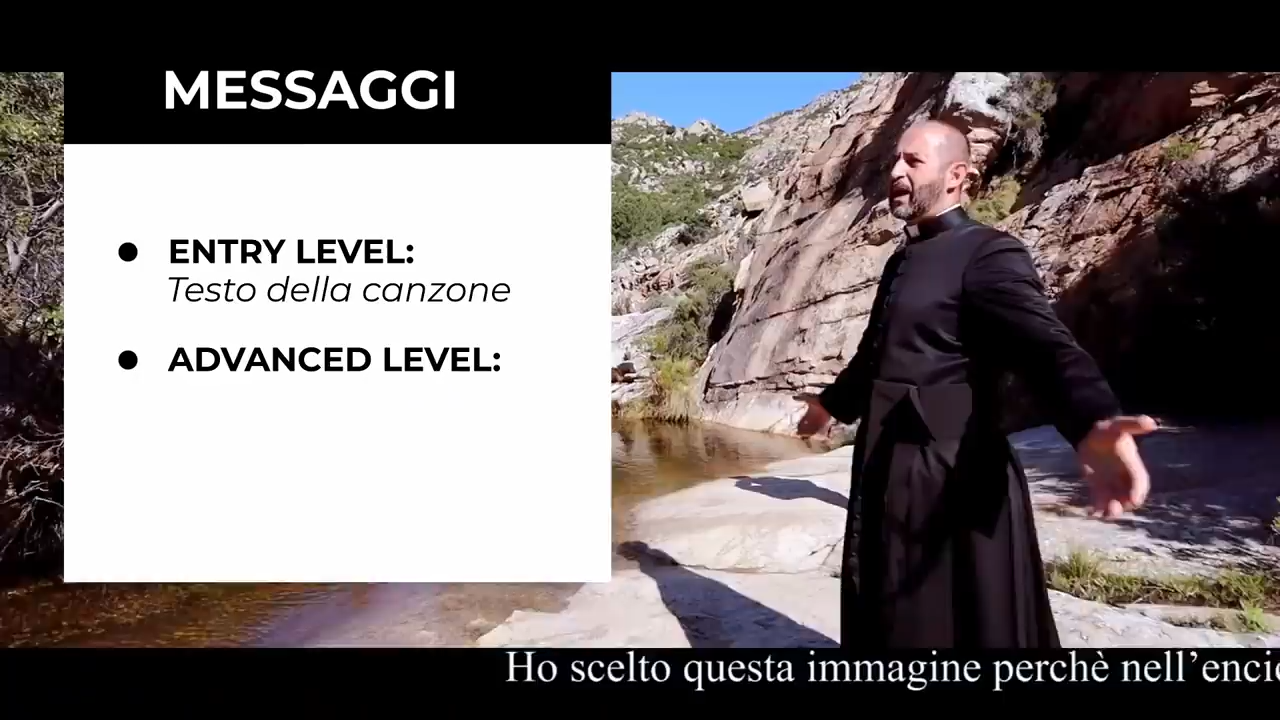 MESSAGGI
● ENTRY LEVEL:
Testo della canzone
● ADVANCED LEVEL:
Ho scelto questa immagine perchè nell'encic